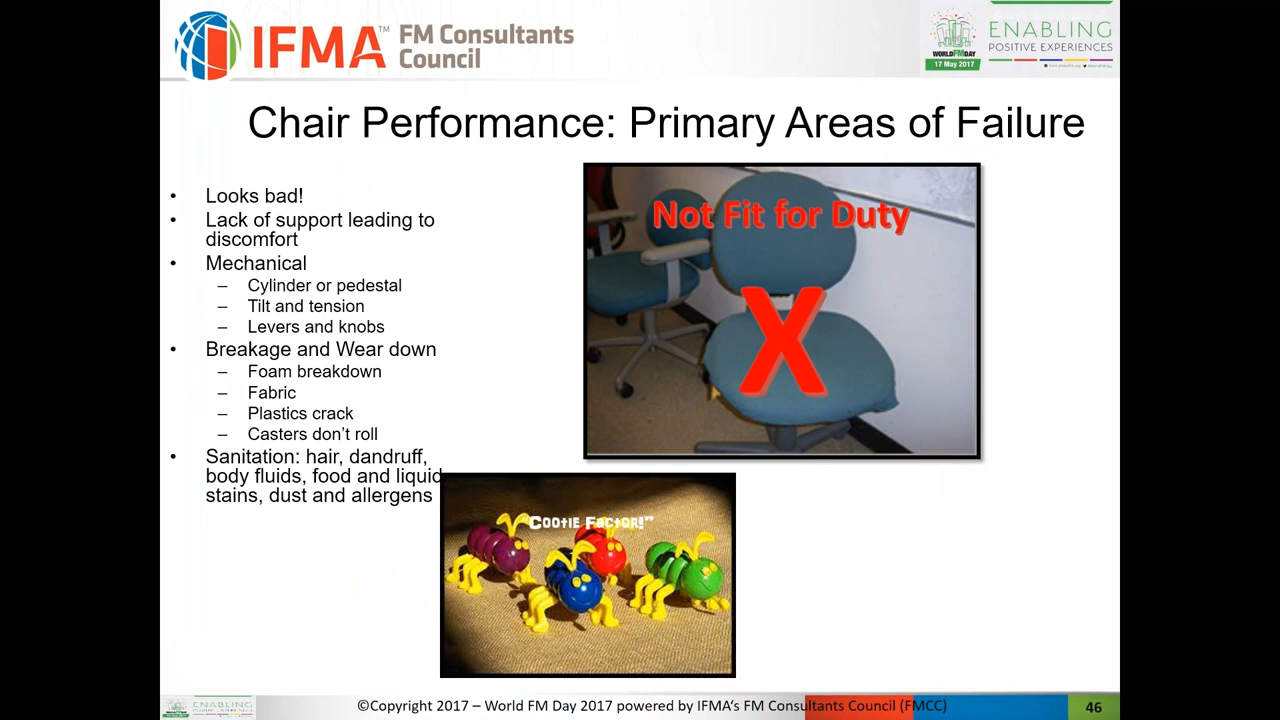 IFMA™ FM Consultants
Council
WORLD FM DAY
17 May 2017
ENABLING
POSITIVE EXPERIENCES
Chair Performance: Primary Areas of Failure
• Looks bad!
• Lack of support leading to
discomfort
• Mechanical
– Cylinder or pedestal
– Tilt and tension
– Levers and knobs
• Breakage and Wear down
– Foam breakdown
– Fabric
– Plastics crack
– Casters don’t roll
• Sanitation: hair, dandruff,
body fluids, food and liquid
stains, dust and allergens
Not Fit for Duty
X
“Cootie Factor!”
ENABLING
©Copyright 2017 – World FM Day 2017 powered by IFMA‘s FM Consultants Council (FMCC)
46